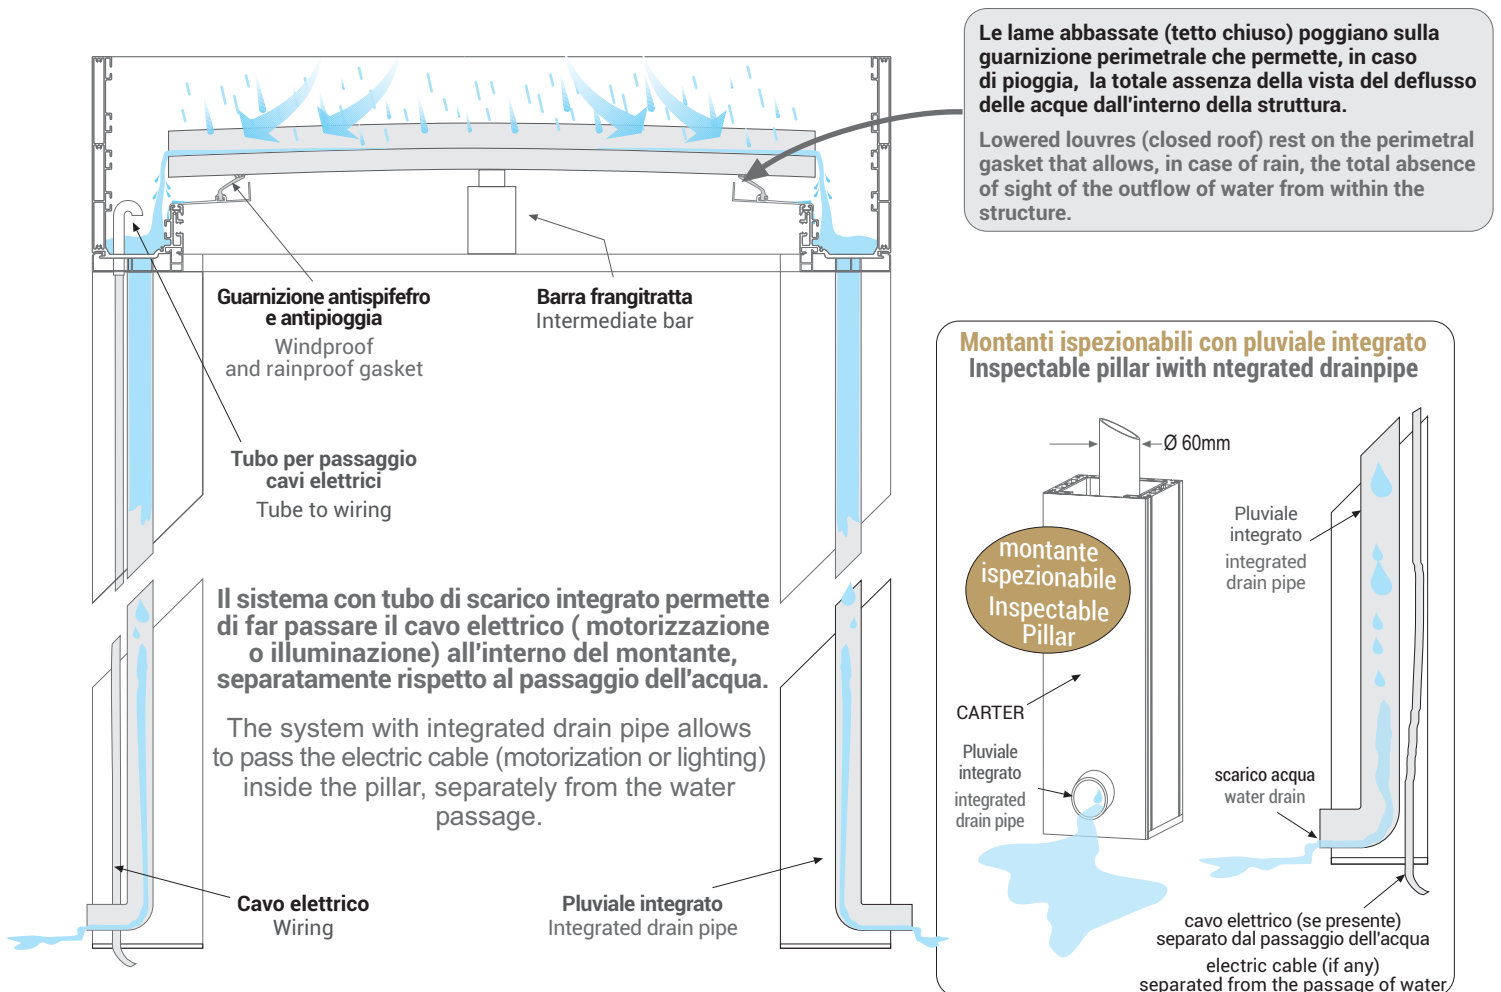 Le lame abbassate (tetto chiuso) poggiano sulla
guarnizione perimetrale che permette, in caso
di pioggia, la totale assenza della vista del deflusso
delle acque dall'interno della struttura.
Lowered louvres (closed roof) rest on the perimetral
gasket that allows, in case of rain, the total absence
of sight of the outflow of water from within the
structure.
Guarnizione antispifefro
e antipioggia
Windproof
and rainproof gasket
Barra frangitratta
Intermediate bar
Tubo per passaggio
cavi elettrici
Tube to wiring
Il sistema con tubo di scarico integrato permette
di far passare il cavo elettrico ( motorizzazione
o illuminazione) all'interno del montante,
separatamente rispetto al passaggio dell'acqua.
The system with integrated drain pipe allows
to pass the electric cable (motorization or lighting)
inside the pillar, separately from the water
passage.
Cavo elettrico
Wiring
Pluviale integrato
Integrated drain pipe
Montanti ispezionabili con pluviale integrato
Inspectable pillar iwith ntegrated drainpipe
Ø 60mm
montante
ispezionabile
Inspectable
Pillar
CARTER
Pluviale
integrato
integrated
drain pipe
Pluviale
integrato
integrated
drain pipe
scarico acqua
water drain
cavo elettrico (se presente)
separato dal passaggio dell'acqua
electric cable (if any)
separated from the passage of water